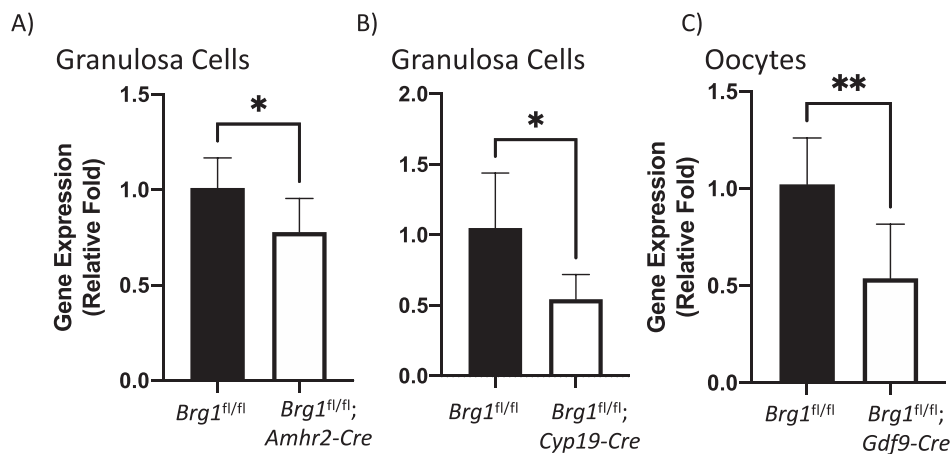 A)
Granulosa Cells
Gene Expression
(Relative Fold)
1.5
1.0
0.5
0.0
*
Brg1fl/fl
Brg1fl/fl;
Amhr2-Cre
B)
Granulosa Cells
2.0
1.5
1.0
0.5
0.0
*
Brg1fl/fl
Brg1fl/fl;
Cyp19-Cre
C)
Oocytes
Gene Expression
(Relative Fold)
1.5
1.0
0.5
0.0
**
Brg1fl/fl
Brg1fl/fl;
Gdf9-Cre